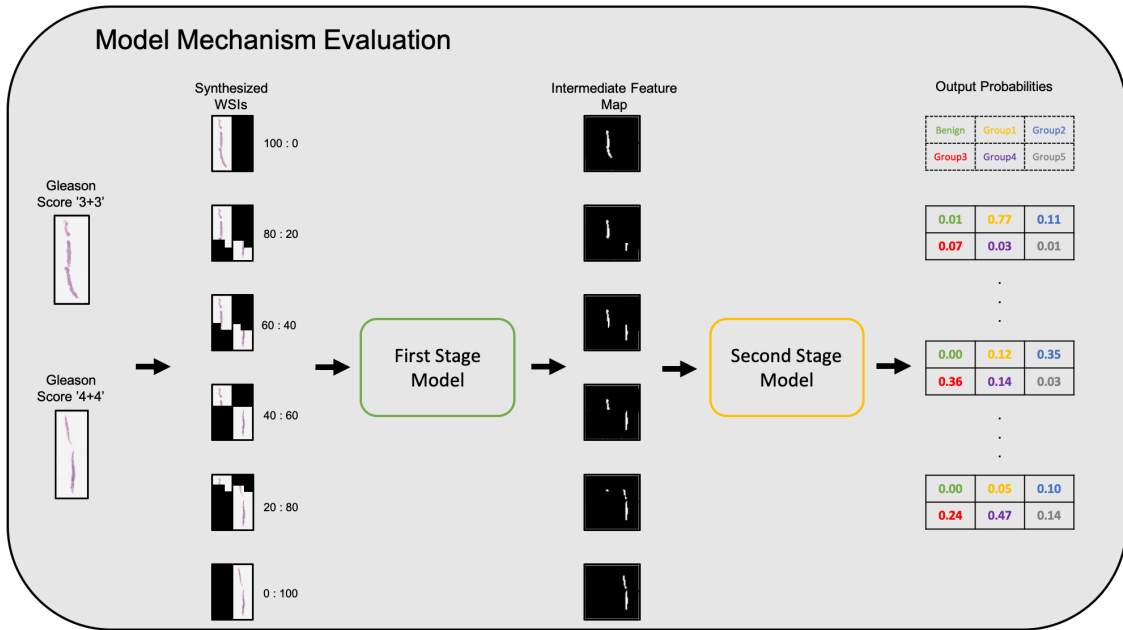 Model Mechanism Evaluation
Synthesized
WSIs
Intermediate Feature
Map
Output Probabilities
100 : 0
Benign Group1 Group2
Group3 Group4 Group5
Gleason
Score '3+3'
80 : 20
0.01 0.77 0.11
0.07 0.03 0.01
.
.
.
60 : 40
First Stage
Model
Second Stage
Model
0.00 0.12 0.35
0.36 0.14 0.03
Gleason
Score '4+4'
40 : 60
.
.
.
20 : 80
0.00 0.05 0.10
0.24 0.47 0.14
0 : 100